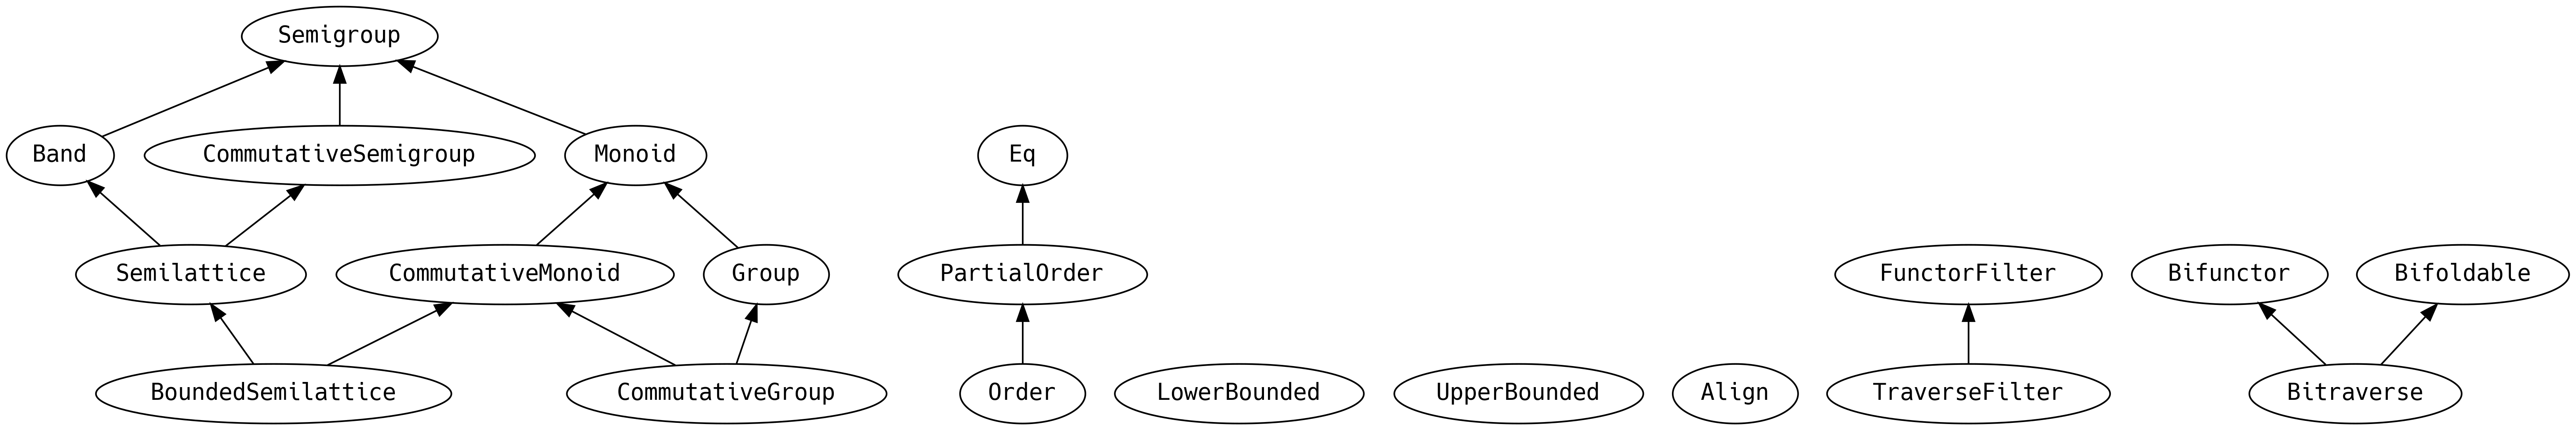 Semigroup
Band
CommutativeSemigroup
Monoid
Eq
Semilattice
CommutativeMonoid
Group
PartialOrder
FunctorFilter
Bifunctor
Bifoldable
BoundedSemilattice
CommutativeGroup
Order
LowerBounded
UpperBounded
Align
TraverseFilter
Bitraverse